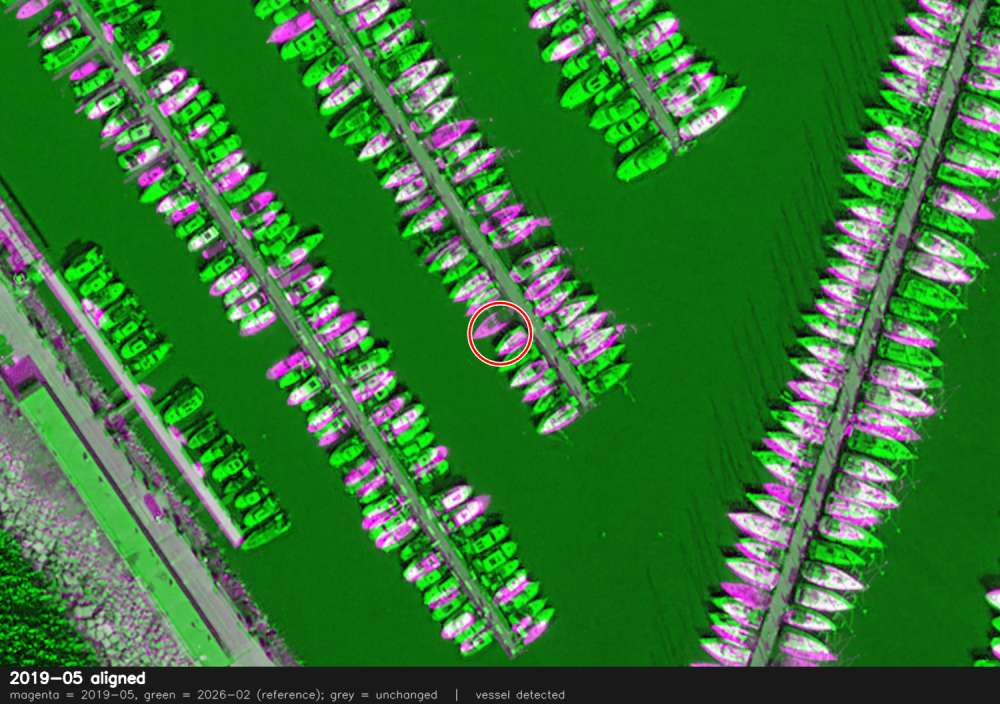 2019-05 aligned
magenta = 2019-05, green = 2026-02 (reference); grey = unchanged | vessel detected